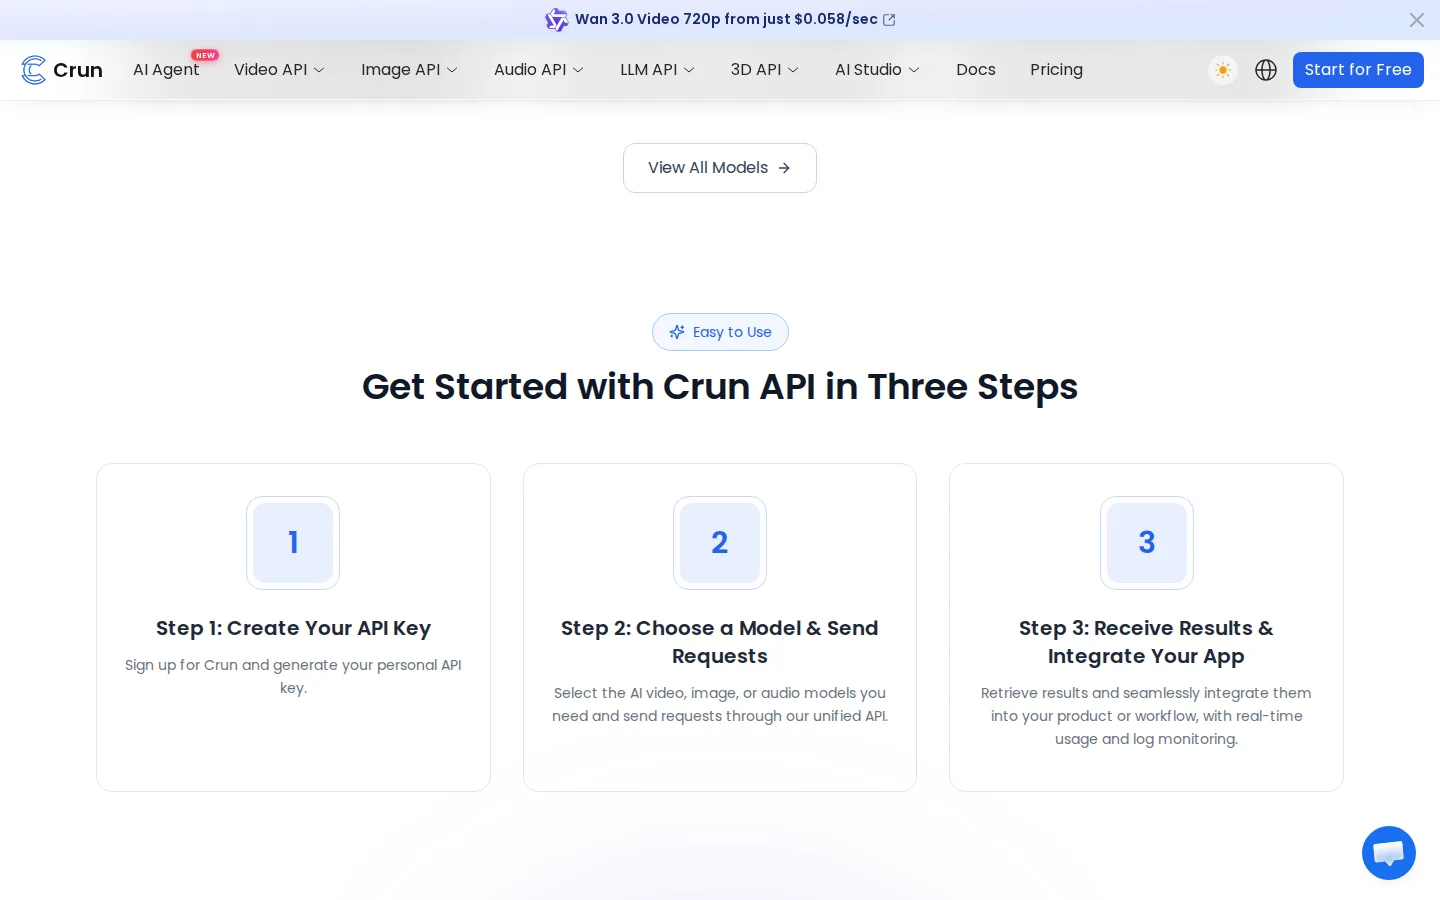 Wan 3.0 Video 720p from just $0.058/sec
Crun
AI Agent
NEW
Video API
Image API
Audio API
LLM API
3D API
AI Studio
Docs
Pricing
Start for Free
View All Models
Easy to Use
Get Started with Crun API in Three Steps
1
Step 1: Create Your API Key
Sign up for Crun and generate your personal API
key.
2
Step 2: Choose a Model & Send
Requests
Select the AI video, image, or audio models you
need and send requests through our unified API.
3
Step 3: Receive Results &
Integrate Your App
Retrieve results and seamlessly integrate them
into your product or workflow, with real-time
usage and log monitoring.